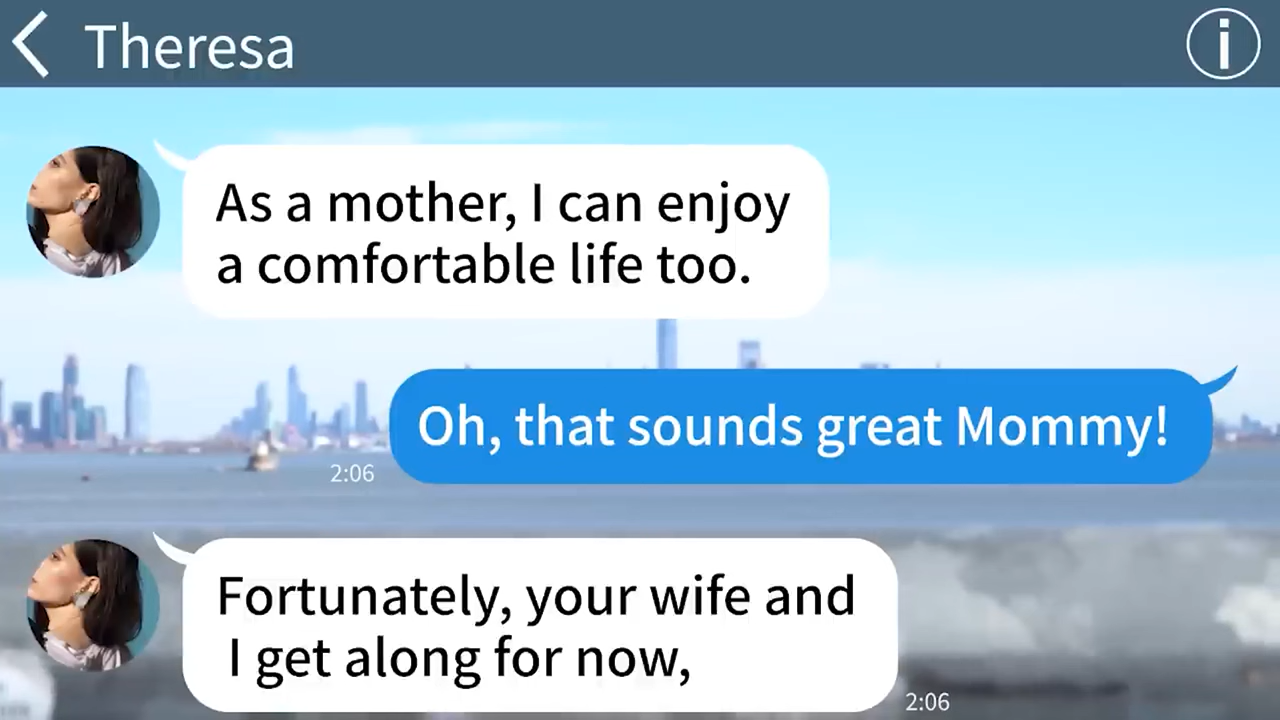 Theresa
As a mother, I can enjoy
a comfortable life too.
Oh, that sounds great Mommy!
2:06
Fortunately, your wife and
I get along for now,
2:06